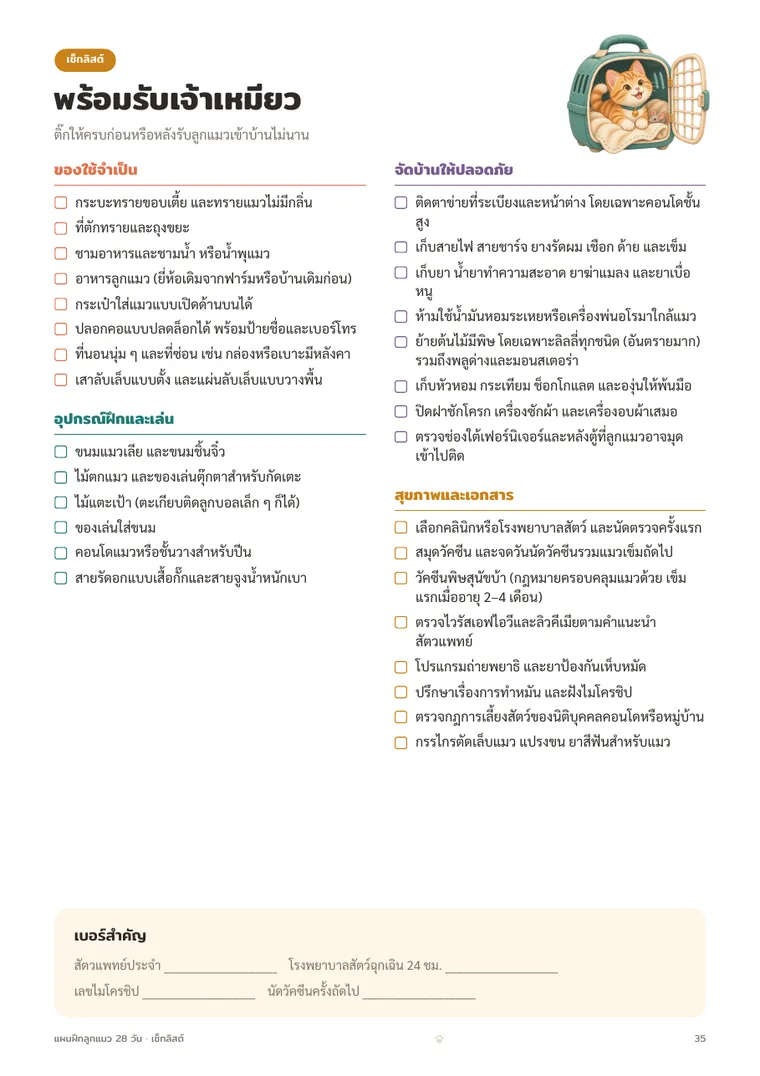 เช็กลิสต์
พร้อมรับเจ้าเหมียว
ติ๊กให้ครบก่อนหรือหลังรับลูกแมวเข้าบ้านไม่นาน
ของใช้จำเป็น
กระบะทรายขอบเตี้ย และทรายแมวไม่มีกลิ่น
ที่ตักทรายและถุงขยะ
ชามอาหารและชามน้ำ หรือน้ำพุแมว
อาหารลูกแมว (ยี่ห้อเดิมจากฟาร์มหรือบ้านเดิมก่อน)
กระเป๋าใส่แมวแบบเปิดด้านบนได้
ปลอกคอแบบปลดล็อกได้ พร้อมป้ายชื่อและเบอร์โทร
ที่นอนนุ่ม ๆ และที่ซ่อน เช่น กล่องหรือเบาะมีหลังคา
เสาลับเล็บแบบตั้ง และแผ่นลับเล็บแบบวางพื้น
อุปกรณ์ฝึกและเล่น
ขนมแมวเลีย และขนมชิ้นจิ๋ว
ไม้ตกแมว และของเล่นตุ๊กตาสำหรับกัดเตะ
ไม้แตะเป้า (ตะเกียบติดลูกบอลเล็ก ๆ ก็ได้)
ของเล่นใส่ขนม
คอนโดแมวหรือชั้นวางสำหรับปีน
สายรัดอกแบบเสื้อกั๊กและสายจูงน้ำหนักเบา
จัดบ้านให้ปลอดภัย
ติดตาข่ายที่ระเบียงและหน้าต่าง โดยเฉพาะคอนโดชั้น
สูง
เก็บสายไฟ สายชาร์จ ยางรัดผม เชือก ด้าย และเข็ม
เก็บยา น้ำยาทำความสะอาด ยาฆ่าแมลง และยาเบื่อ
หนู
ห้ามใช้น้ำมันหอมระเหยหรือเครื่องพ่นอโรมาใกล้แมว
ย้ายต้นไม้มีพิษ โดยเฉพาะลิลลี่ทุกชนิด (อันตรายมาก)
รวมถึงพลูด่างและมอนสเตอร่า
เก็บหัวหอม กระเทียม ช็อกโกแลต และองุ่นให้พ้นมือ
ปิดฝาชักโครก เครื่องซักผ้า และเครื่องอบผ้าเสมอ
ตรวจช่องใต้เฟอร์นิเจอร์และหลังตู้ที่ลูกแมวอาจมุด
เข้าไปติด
สุขภาพและเอกสาร
เลือกคลินิกหรือโรงพยาบาลสัตว์ และนัดตรวจครั้งแรก
สมุดวัคซีน และจดวันนัดวัคซีนรวมแมวเข็มถัดไป
วัคซีนพิษสุนัขบ้า (กฎหมายครอบคลุมแมวด้วย เข็ม
แรกเมื่ออายุ 2–4 เดือน)
ตรวจไวรัสเอฟไอวีและลิวคีเมียตามคำแนะนำ
สัตวแพทย์
โปรแกรมถ่ายพยาธิ และยาป้องกันเห็บหมัด
ปรึกษาเรื่องการทำหมัน และฝังไมโครชิป
ตรวจกฎการเลี้ยงสัตว์ของนิติบุคคลคอนโดหรือหมู่บ้าน
กรรไกรตัดเล็บแมว แปรงขน ยาสีฟันสำหรับแมว
เบอร์สำคัญ
สัตวแพทย์ประจำ ________________ โรงพยาบาลสัตว์ฉุกเฉิน 24 ชม. ________________
เลขไมโครชิป ________________ นัดวัคซีนครั้งถัดไป ________________
แผนฝึกลูกแมว 28 วัน · เช็กลิสต์
35